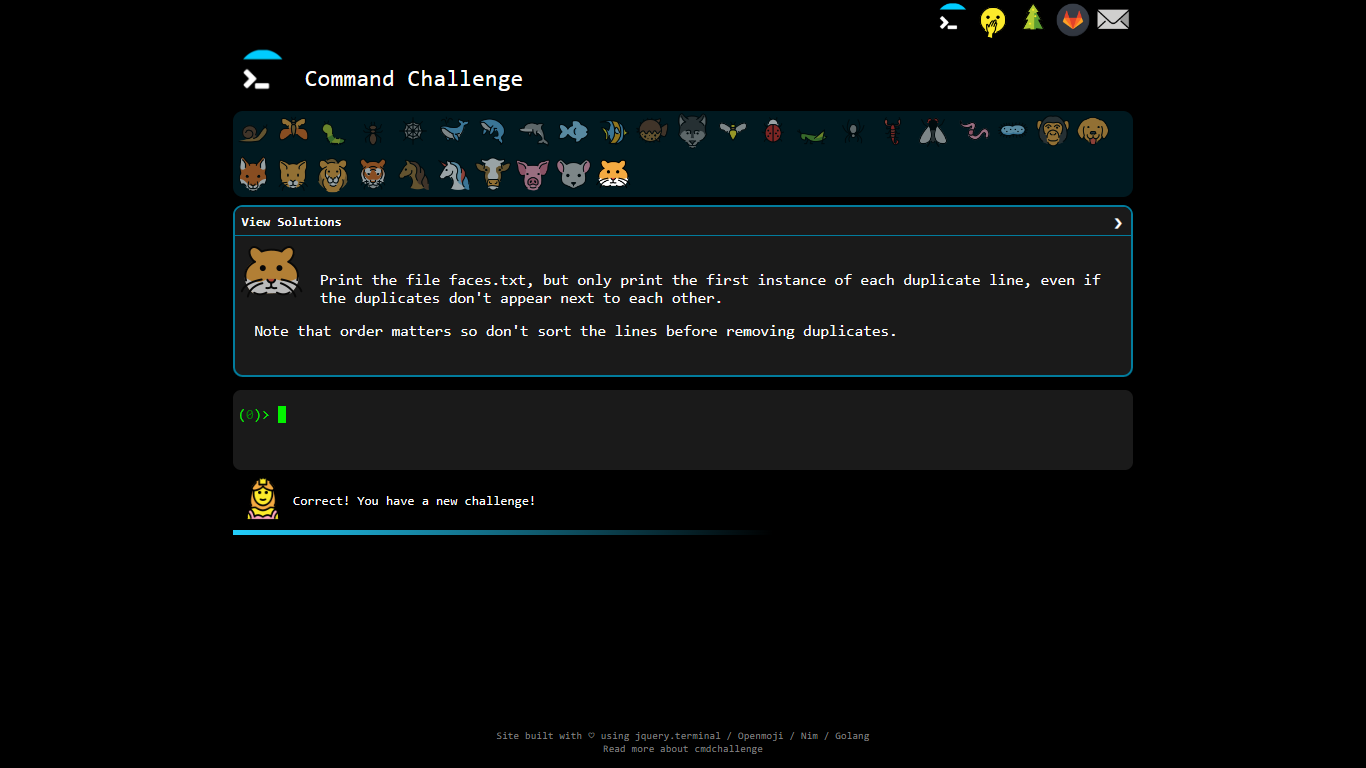 Command Challenge
View Solutions
Print the file faces.txt, but only print the first instance of each duplicate line, even if
the duplicates don't appear next to each other.
Note that order matters so don't sort the lines before removing duplicates.
(0)>
Correct! You have a new challenge!
Site built with ♡ using jquery.terminal / Openmoji / Nim / Golang
Read more about cmdchallenge